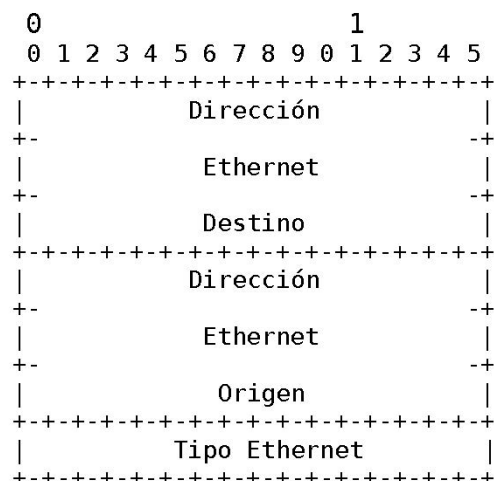 0 1
0 1 2 3 4 5 6 7 8 9 0 1 2 3 4 5
+-+-+-+-+-+-+-+-+-+-+-+-+-+-+-+-+
| Dirección |
+- -+
| Ethernet |
+- -+
| Destino |
+-+-+-+-+-+-+-+-+-+-+-+-+-+-+-+-+
| Dirección |
+- -+
| Ethernet |
+- -+
| Origen |
+-+-+-+-+-+-+-+-+-+-+-+-+-+-+-+-+
| Tipo Ethernet |
+-+-+-+-+-+-+-+-+-+-+-+-+-+-+-+-+